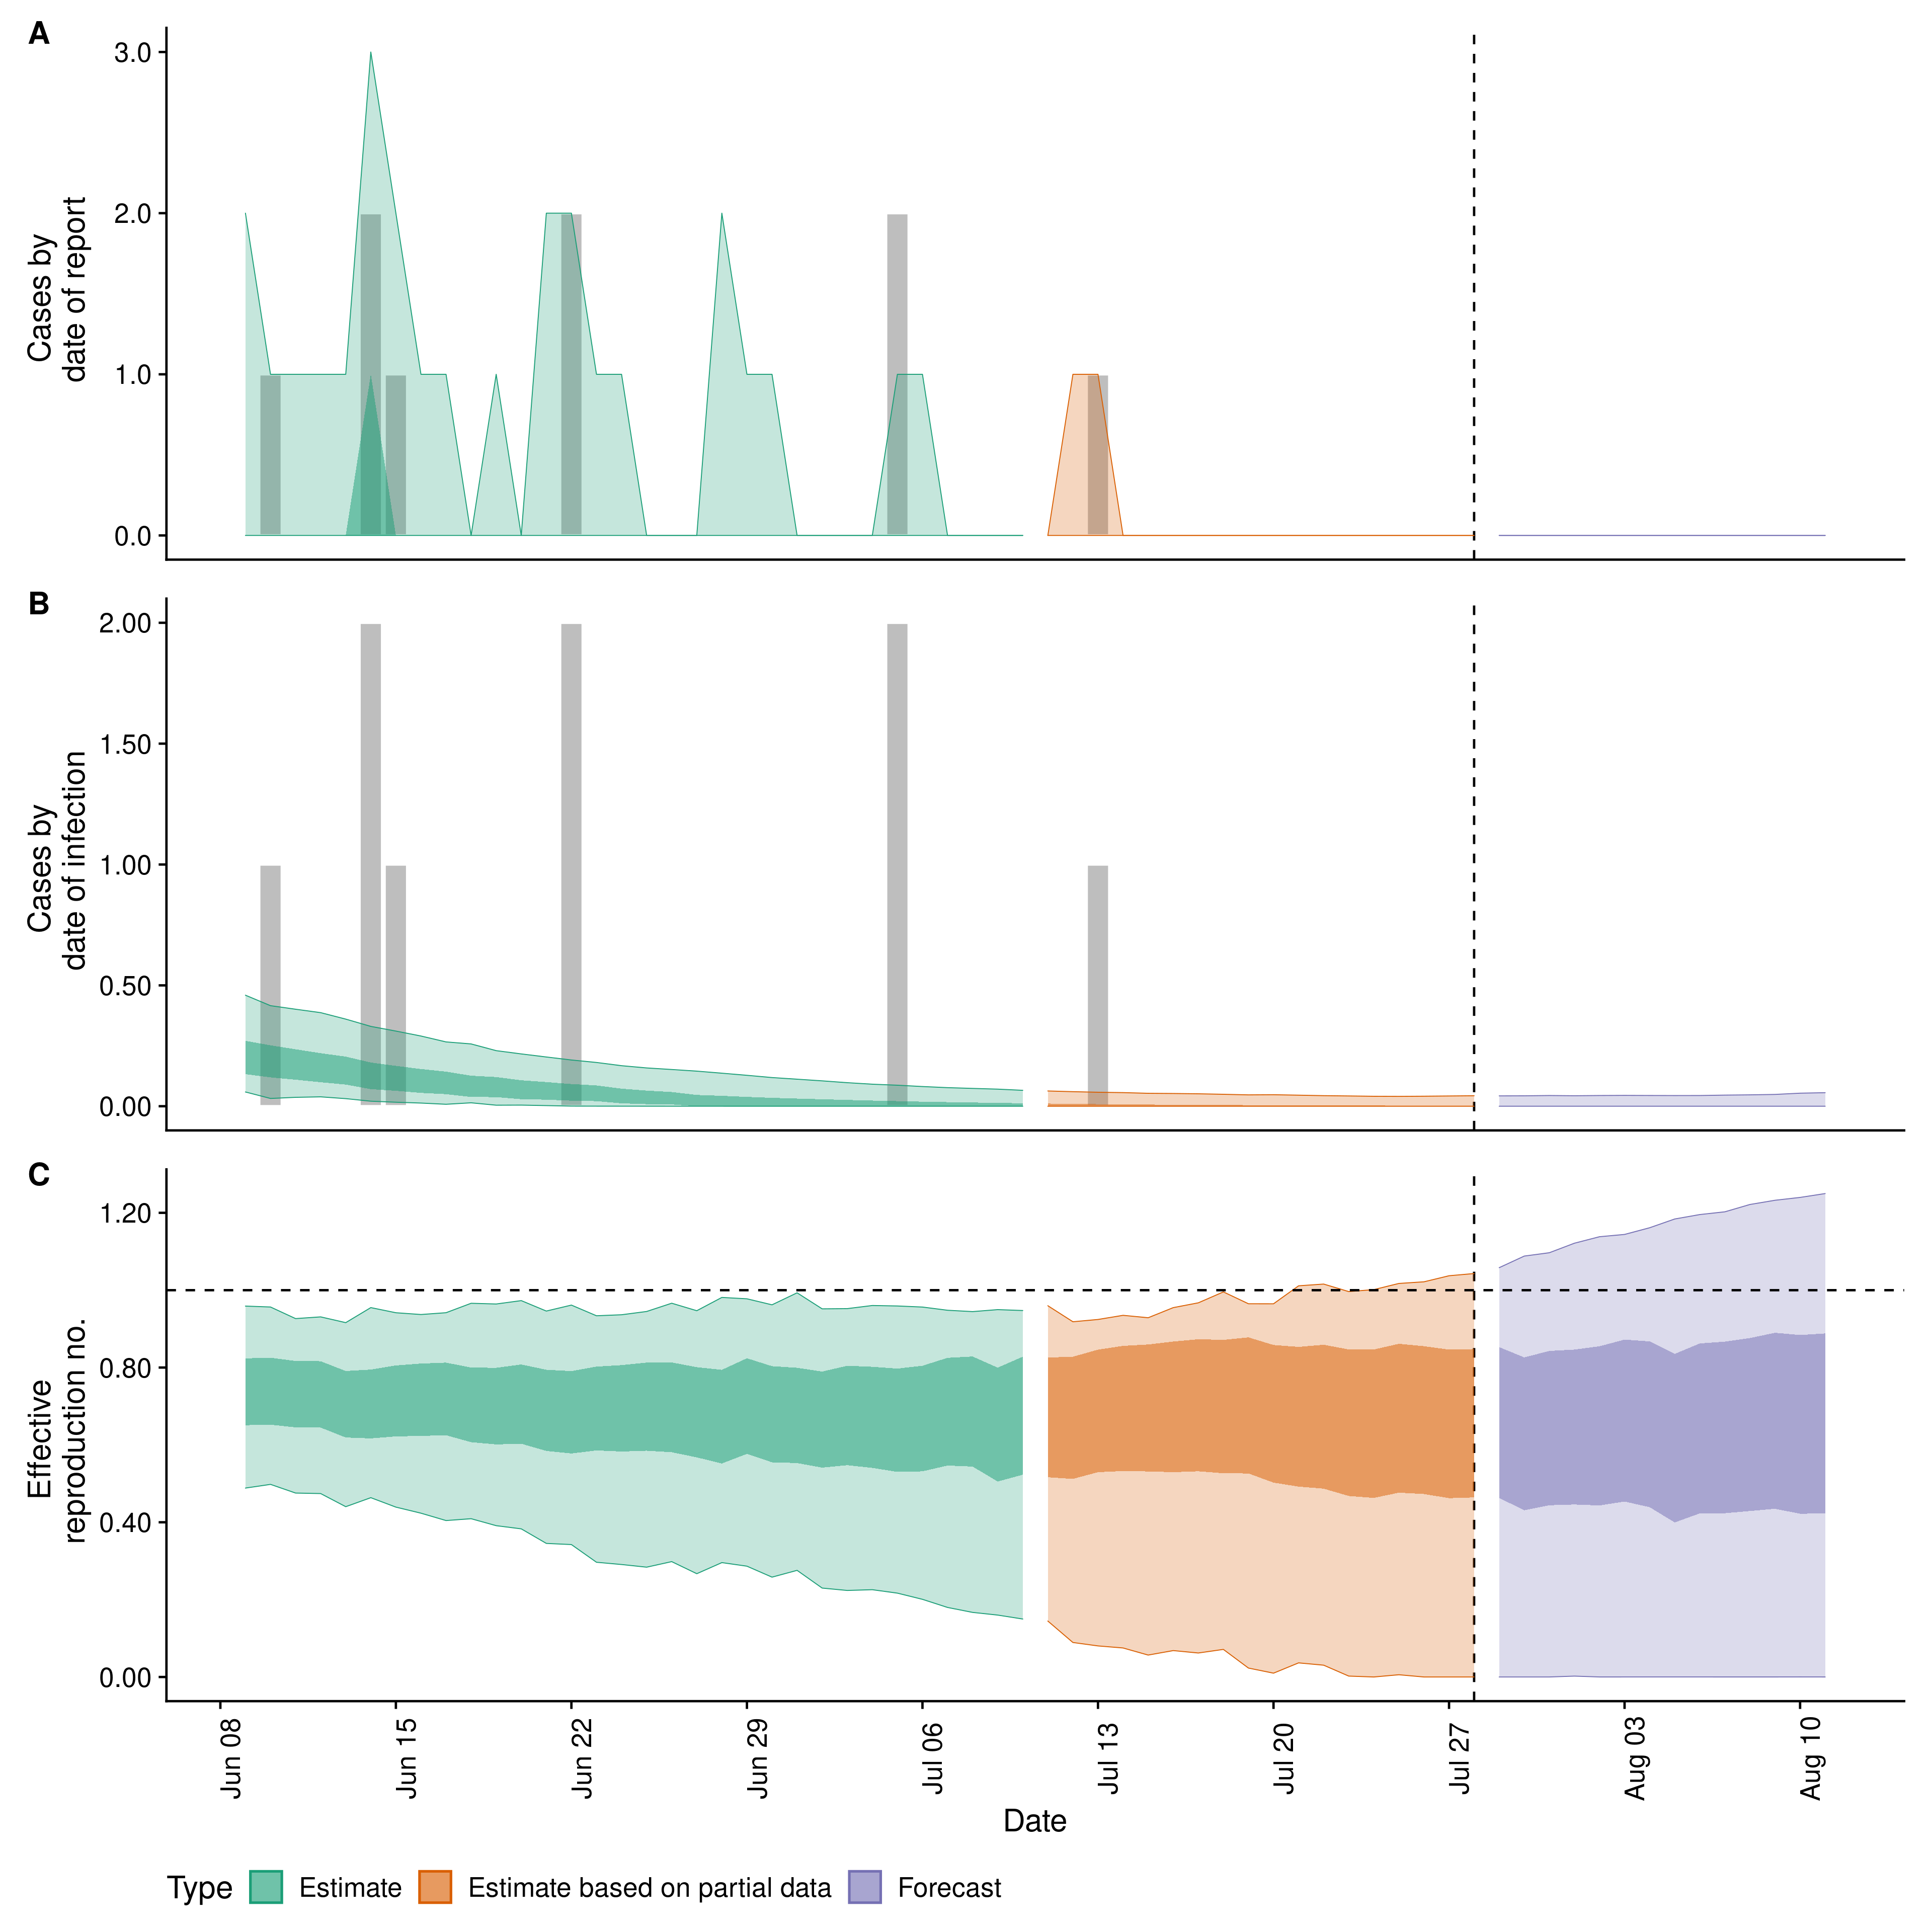 A
3.0
2.0
1.0
0.0
Cases by
date of report
B
2.00
1.50
1.00
0.50
0.00
Cases by
date of infection
C
1.20
0.80
0.40
0.00
Effective
reproduction no.
Jun 08
Jun 15
Jun 22
Jun 29
Jul 06
Jul 13
Jul 20
Jul 27
Aug 03
Aug 10
Date
Type Estimate Estimate based on partial data Forecast